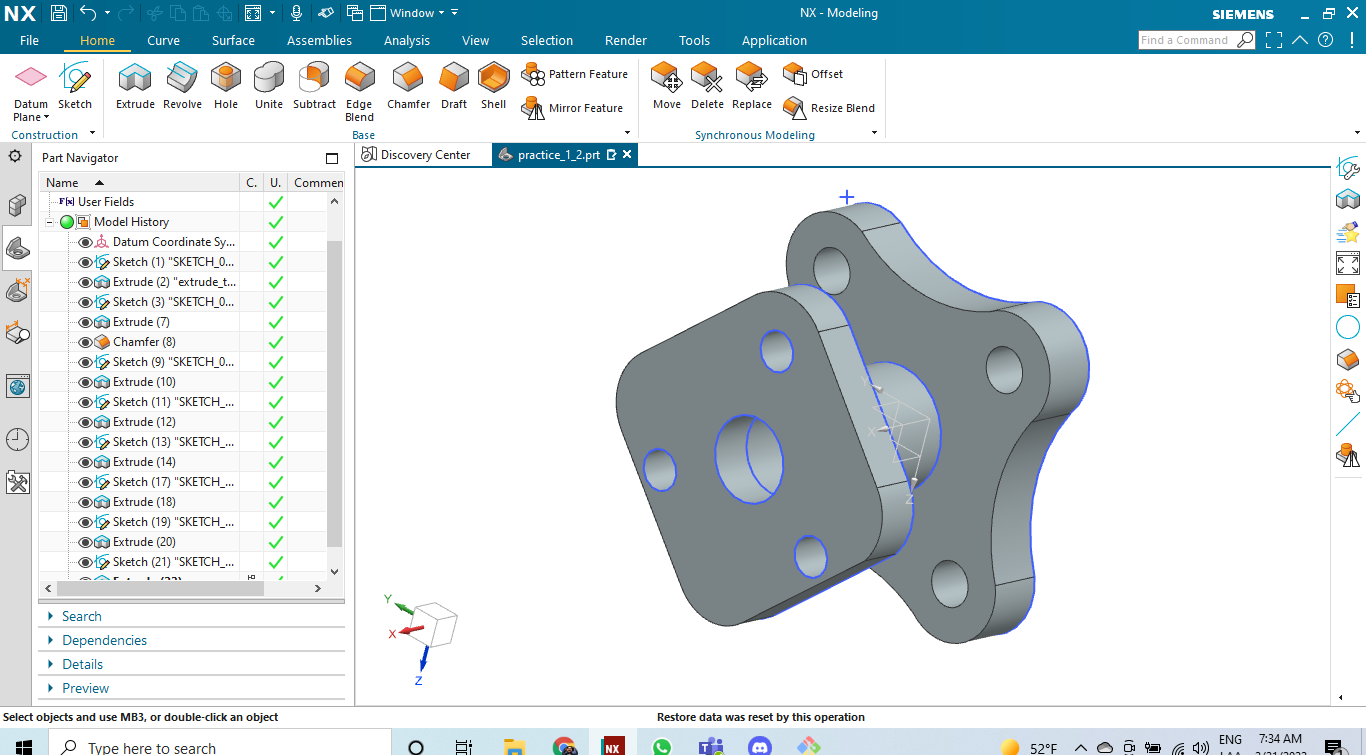 NX
Window
NX - Modeling
SIEMENS
File Home Curve Surface Assemblies Analysis View Selection Render Tools Application
Find a Command
Datum Plane
Sketch
Extrude
Revolve
Hole
Unite
Subtract
Edge Blend
Chamfer
Draft
Shell
Pattern Feature
Mirror Feature
Move
Delete
Replace
Offset
Resize Blend
Construction
Base
Synchronous Modeling
Part Navigator
Discovery Center
practice_1_2.prt
Name C. U. Commen
User Fields
Model History
Datum Coordinate Sy...
Sketch (1) "SKETCH_0...
Extrude (2) "extrude_t...
Sketch (3) "SKETCH_0...
Extrude (7)
Chamfer (8)
Sketch (9) "SKETCH_0...
Extrude (10)
Sketch (11) "SKETCH_...
Extrude (12)
Sketch (13) "SKETCH_...
Extrude (14)
Sketch (17) "SKETCH_...
Extrude (18)
Sketch (19) "SKETCH_...
Extrude (20)
Sketch (21) "SKETCH_...
Search
Dependencies
Details
Preview
Y
X
Z
Y
X
Z
Select objects and use MB3, or double-click an object
Restore data was reset by this operation
Type here to search
NX
52°F
ENG
7:34 AM